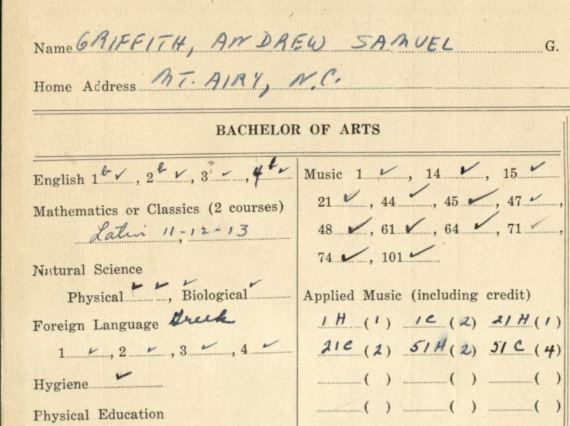 Name GRIFFITH, ANDREW SAMUEL G.
Home Address MT. AIRY, N.C.
BACHELOR OF ARTS
English 1 b ✓, 2 b ✓, 3 ✓, 4 b ✓
Mathematics or Classics (2 courses)
Latin 11-12-13
Natural Science
Physical ✓ ✓, Biological ✓
Foreign Language Greek
1 ✓, 2 ✓, 3 ✓, 4 ✓
Hygiene ✓
Physical Education
Music 1 ✓, 14 ✓, 15 ✓
21 ✓, 44 ✓, 45 ✓, 47 ✓,
48 ✓, 61 ✓, 64 ✓, 71 ✓,
74 ✓, 101 ✓
Applied Music (including credit)
1H (1) 1C (2) 21H (1)
21C (2) 51H (2) 51C (4)
( ) ( ) ( )
( ) ( ) ( )